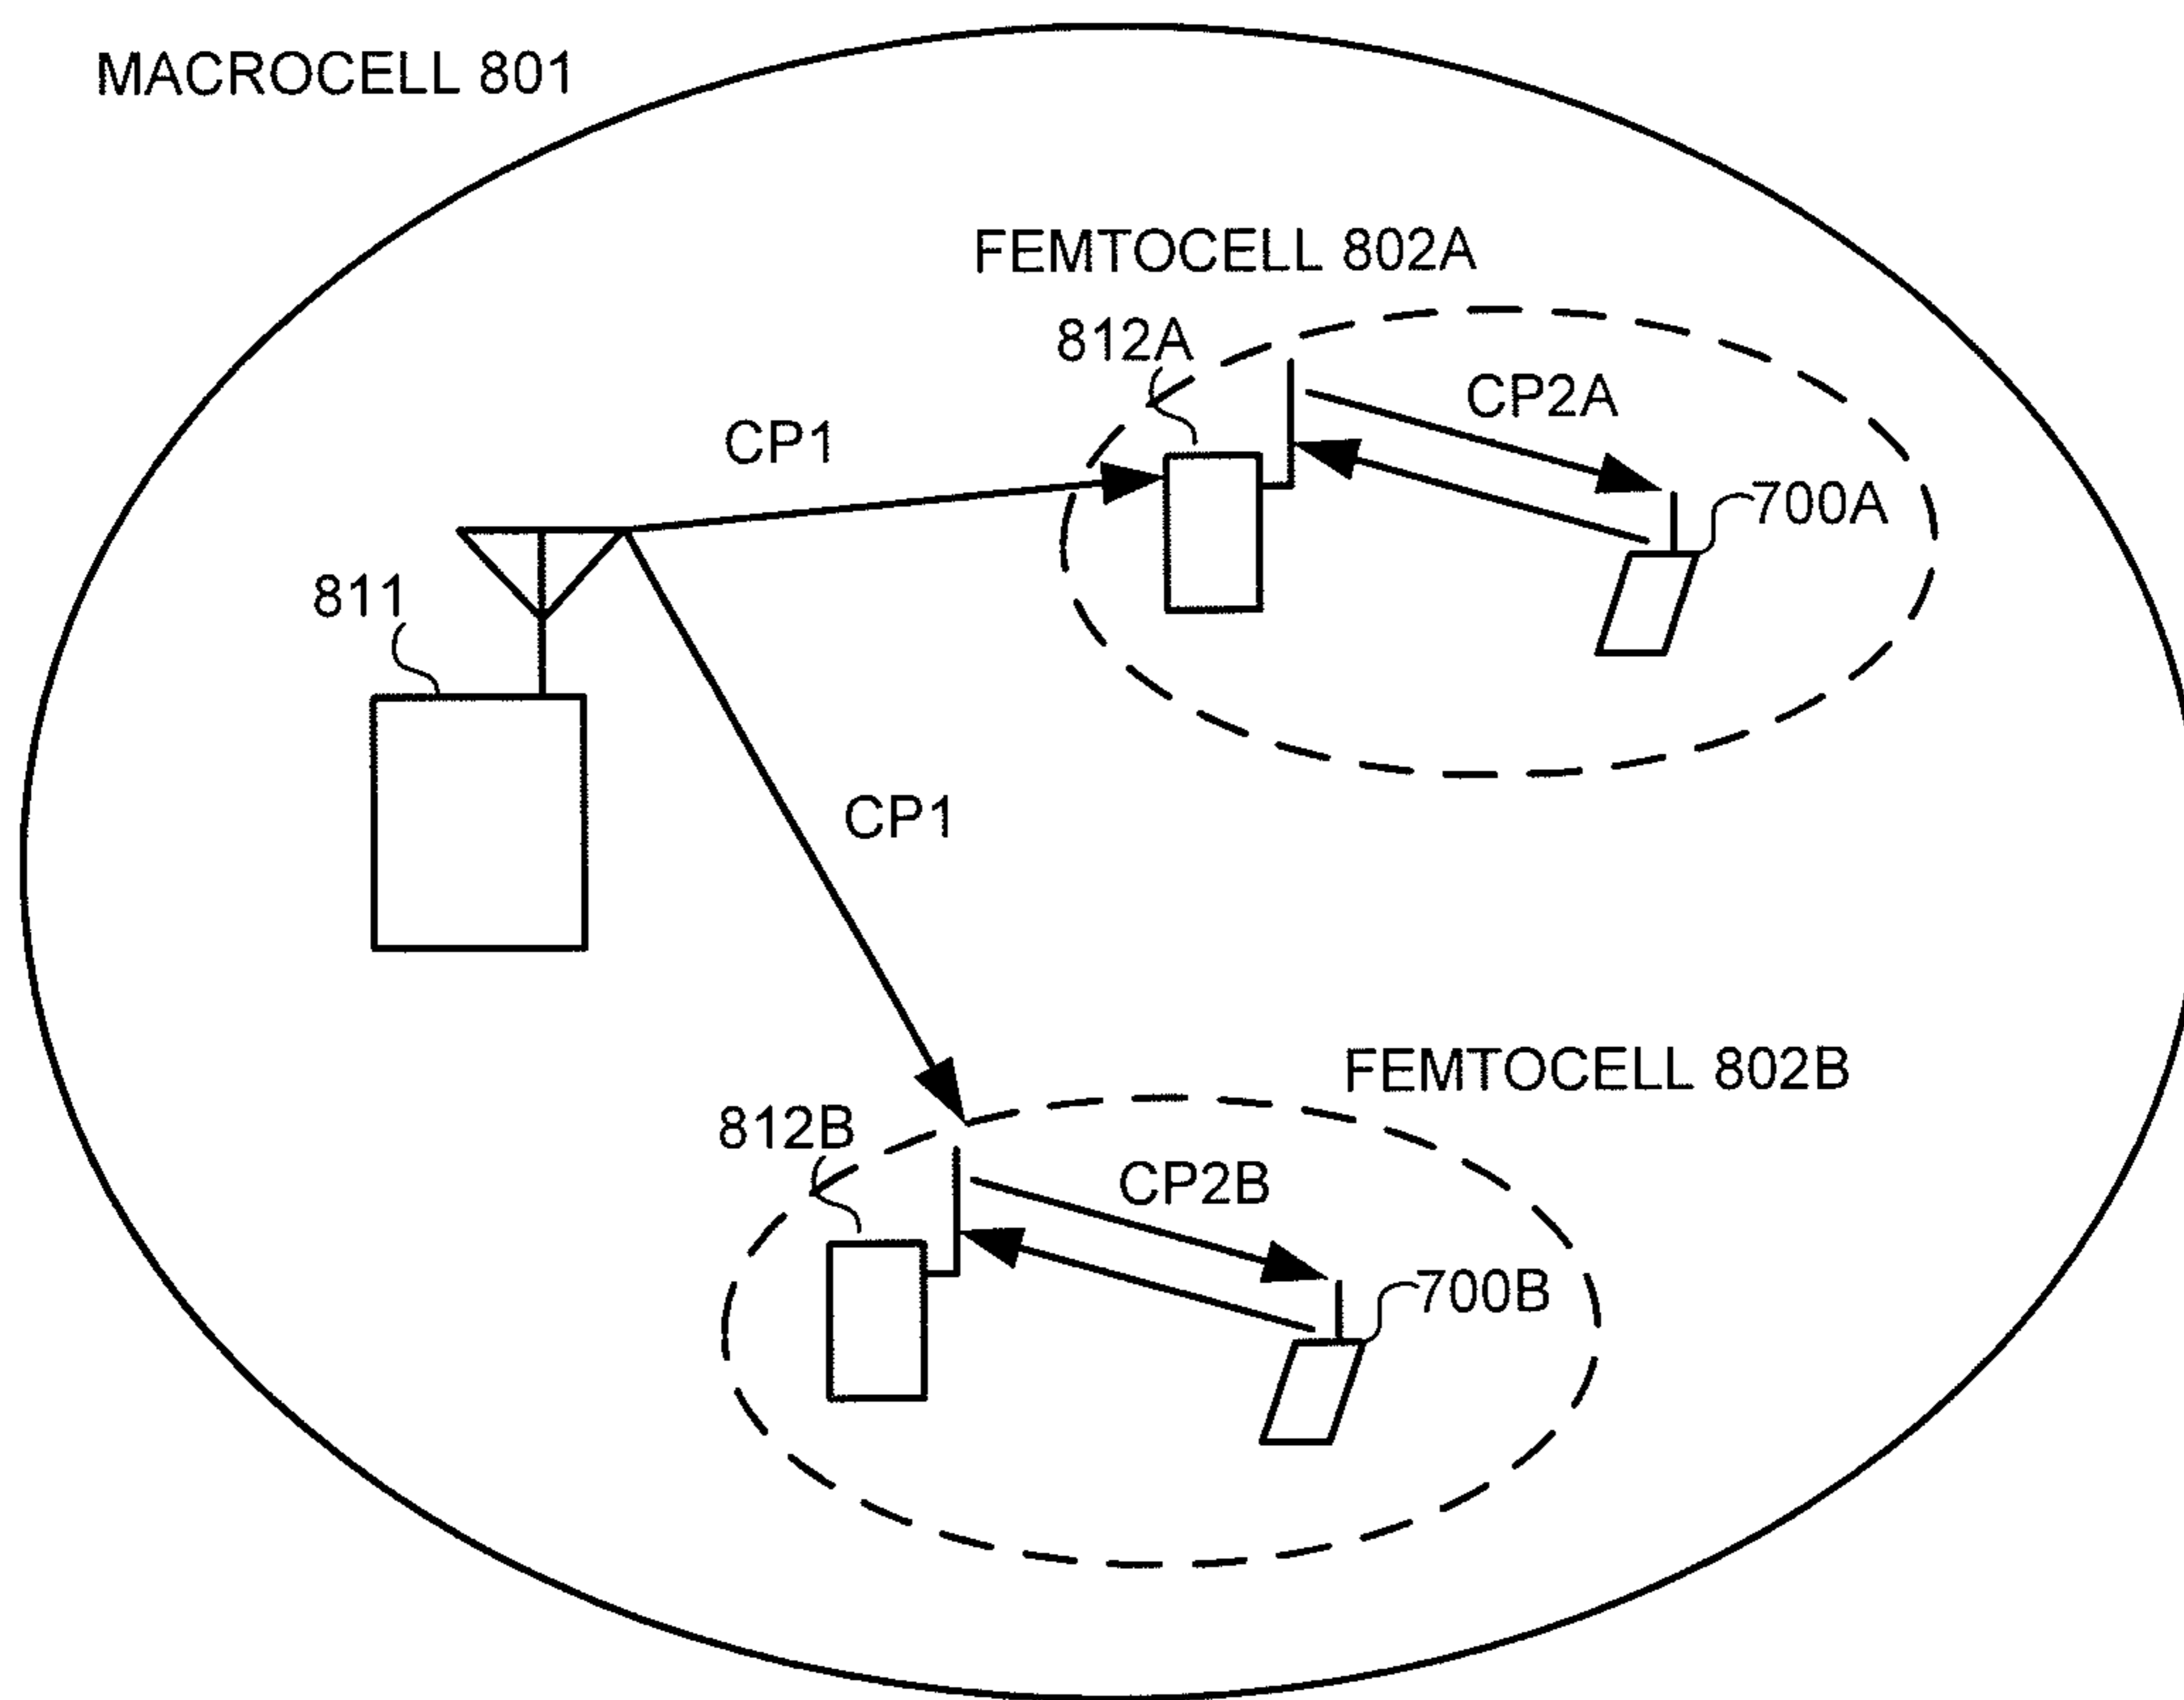 MACROCELL 801
FEMTOCELL 802A
812A
CP2A
CP1
700A
811
CP1
FEMTOCELL 802B
812B
CP2B
700B